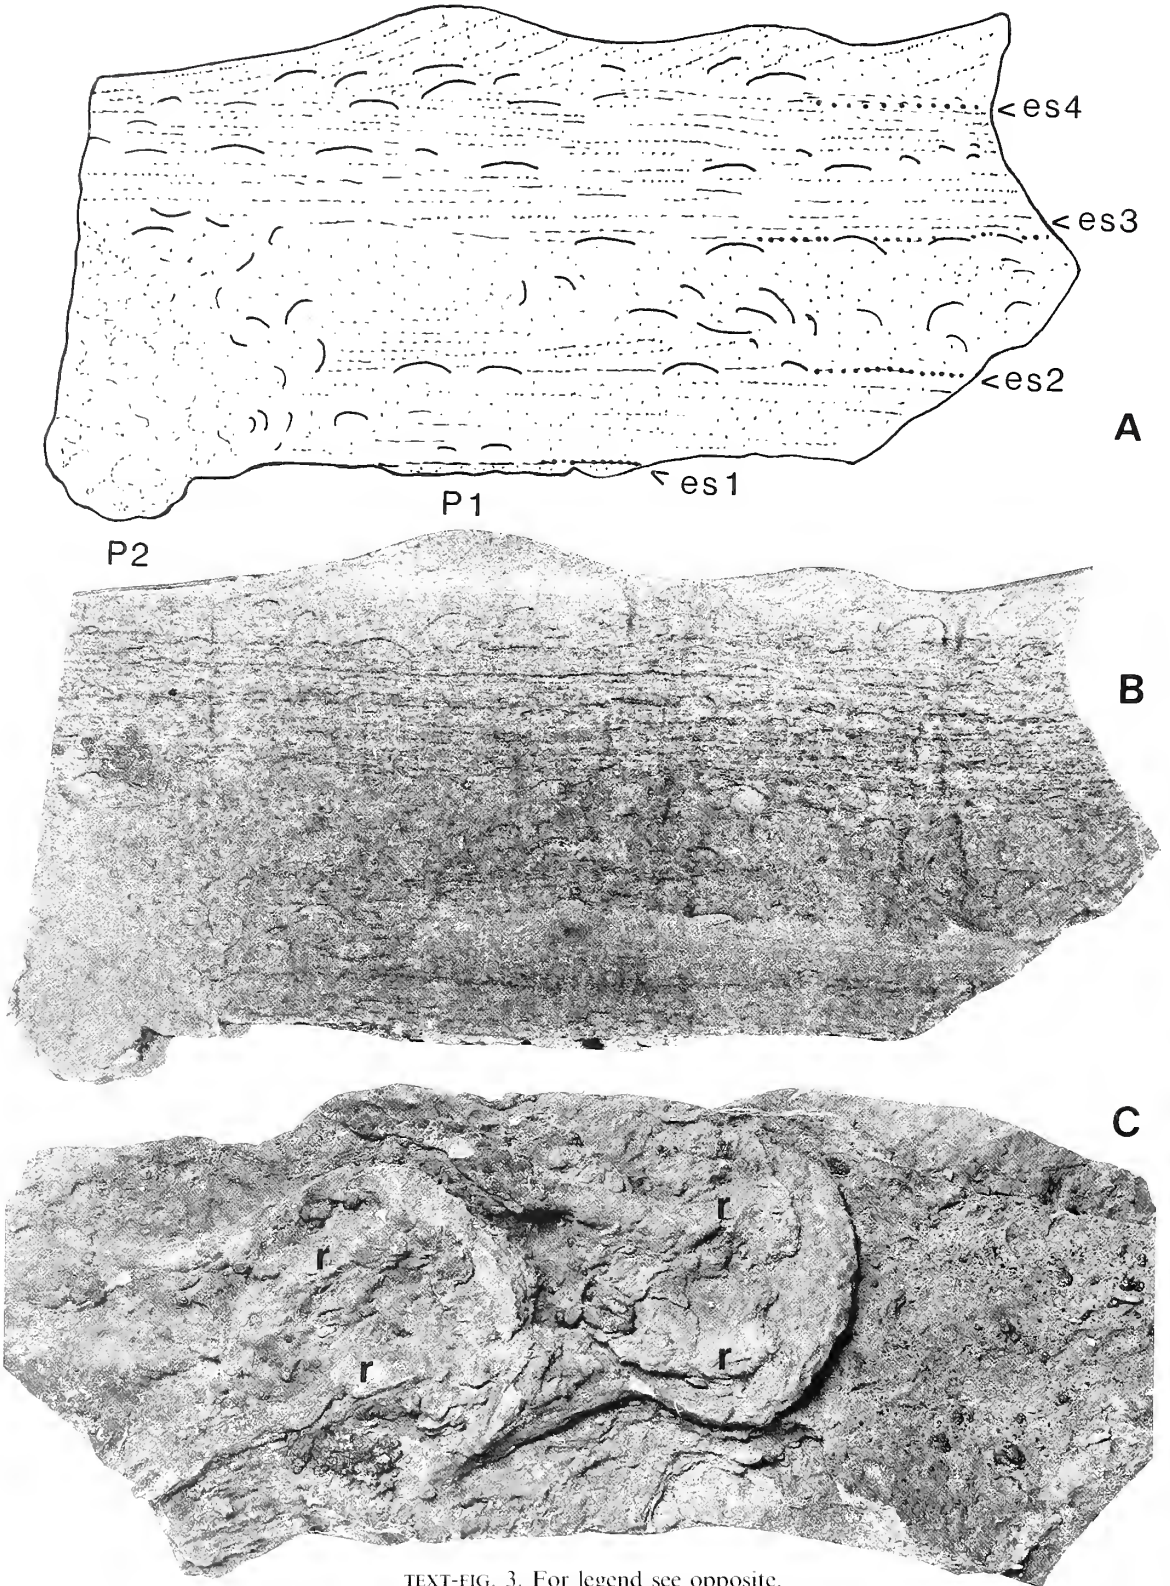 <es4
<es3
<es2
A
<es1
P1
P2
B
C
r
r
r
r
TEXT-FIG. 3. For legend see opposite.